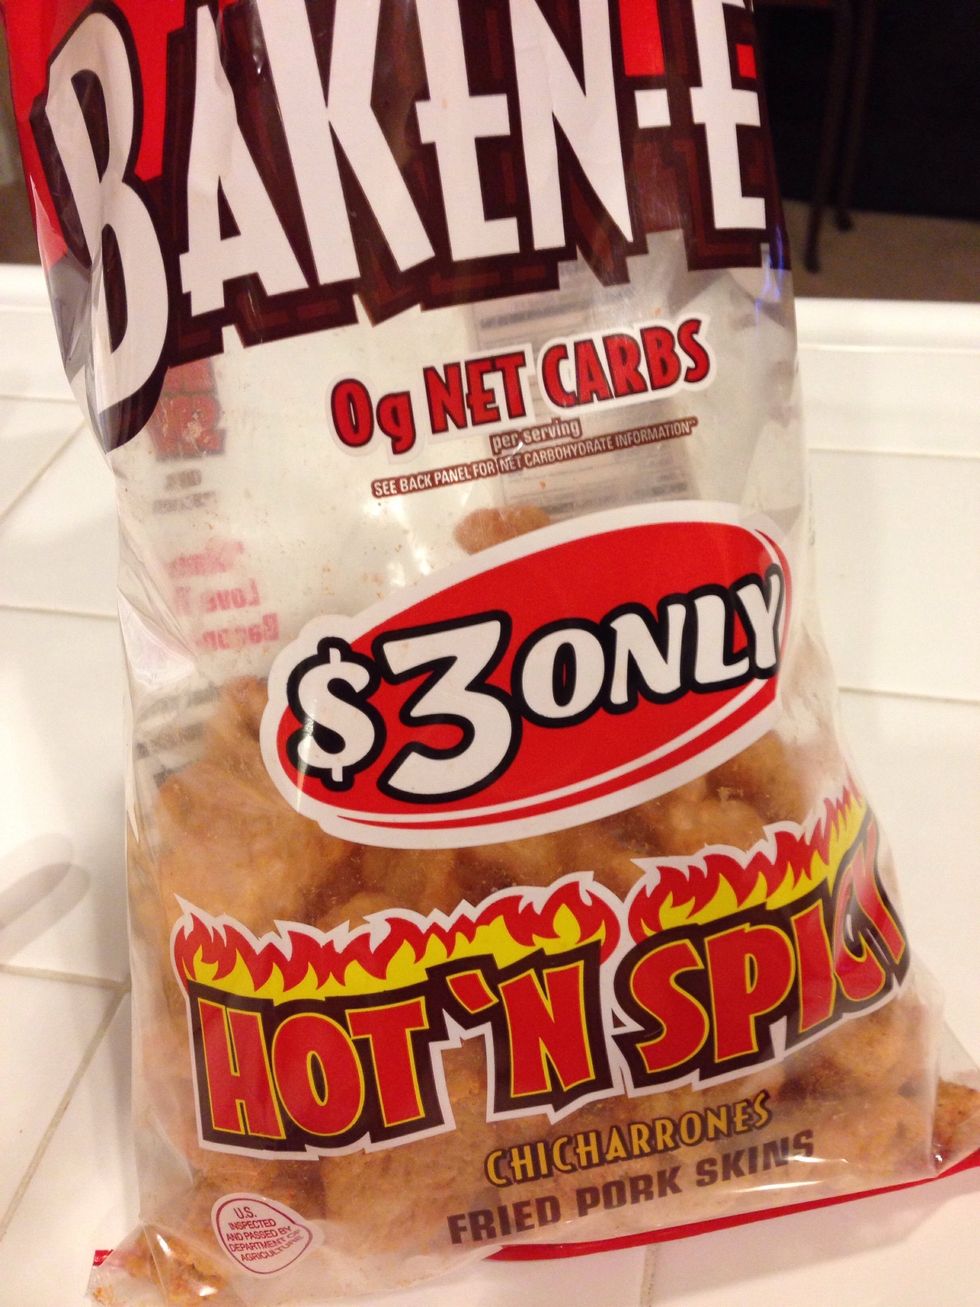 BAKEN-E
0g NET CARBS
per serving
SEE BACK PANEL FOR NET CARBOHYDRATE INFORMATION**
$3 ONLY
HOT 'N SPICY
CHICHARRONES
FRIED PORK SKINS
U.S.
INSPECTED
AND PASSED BY
DEPARTMENT OF
AGRICULTURE